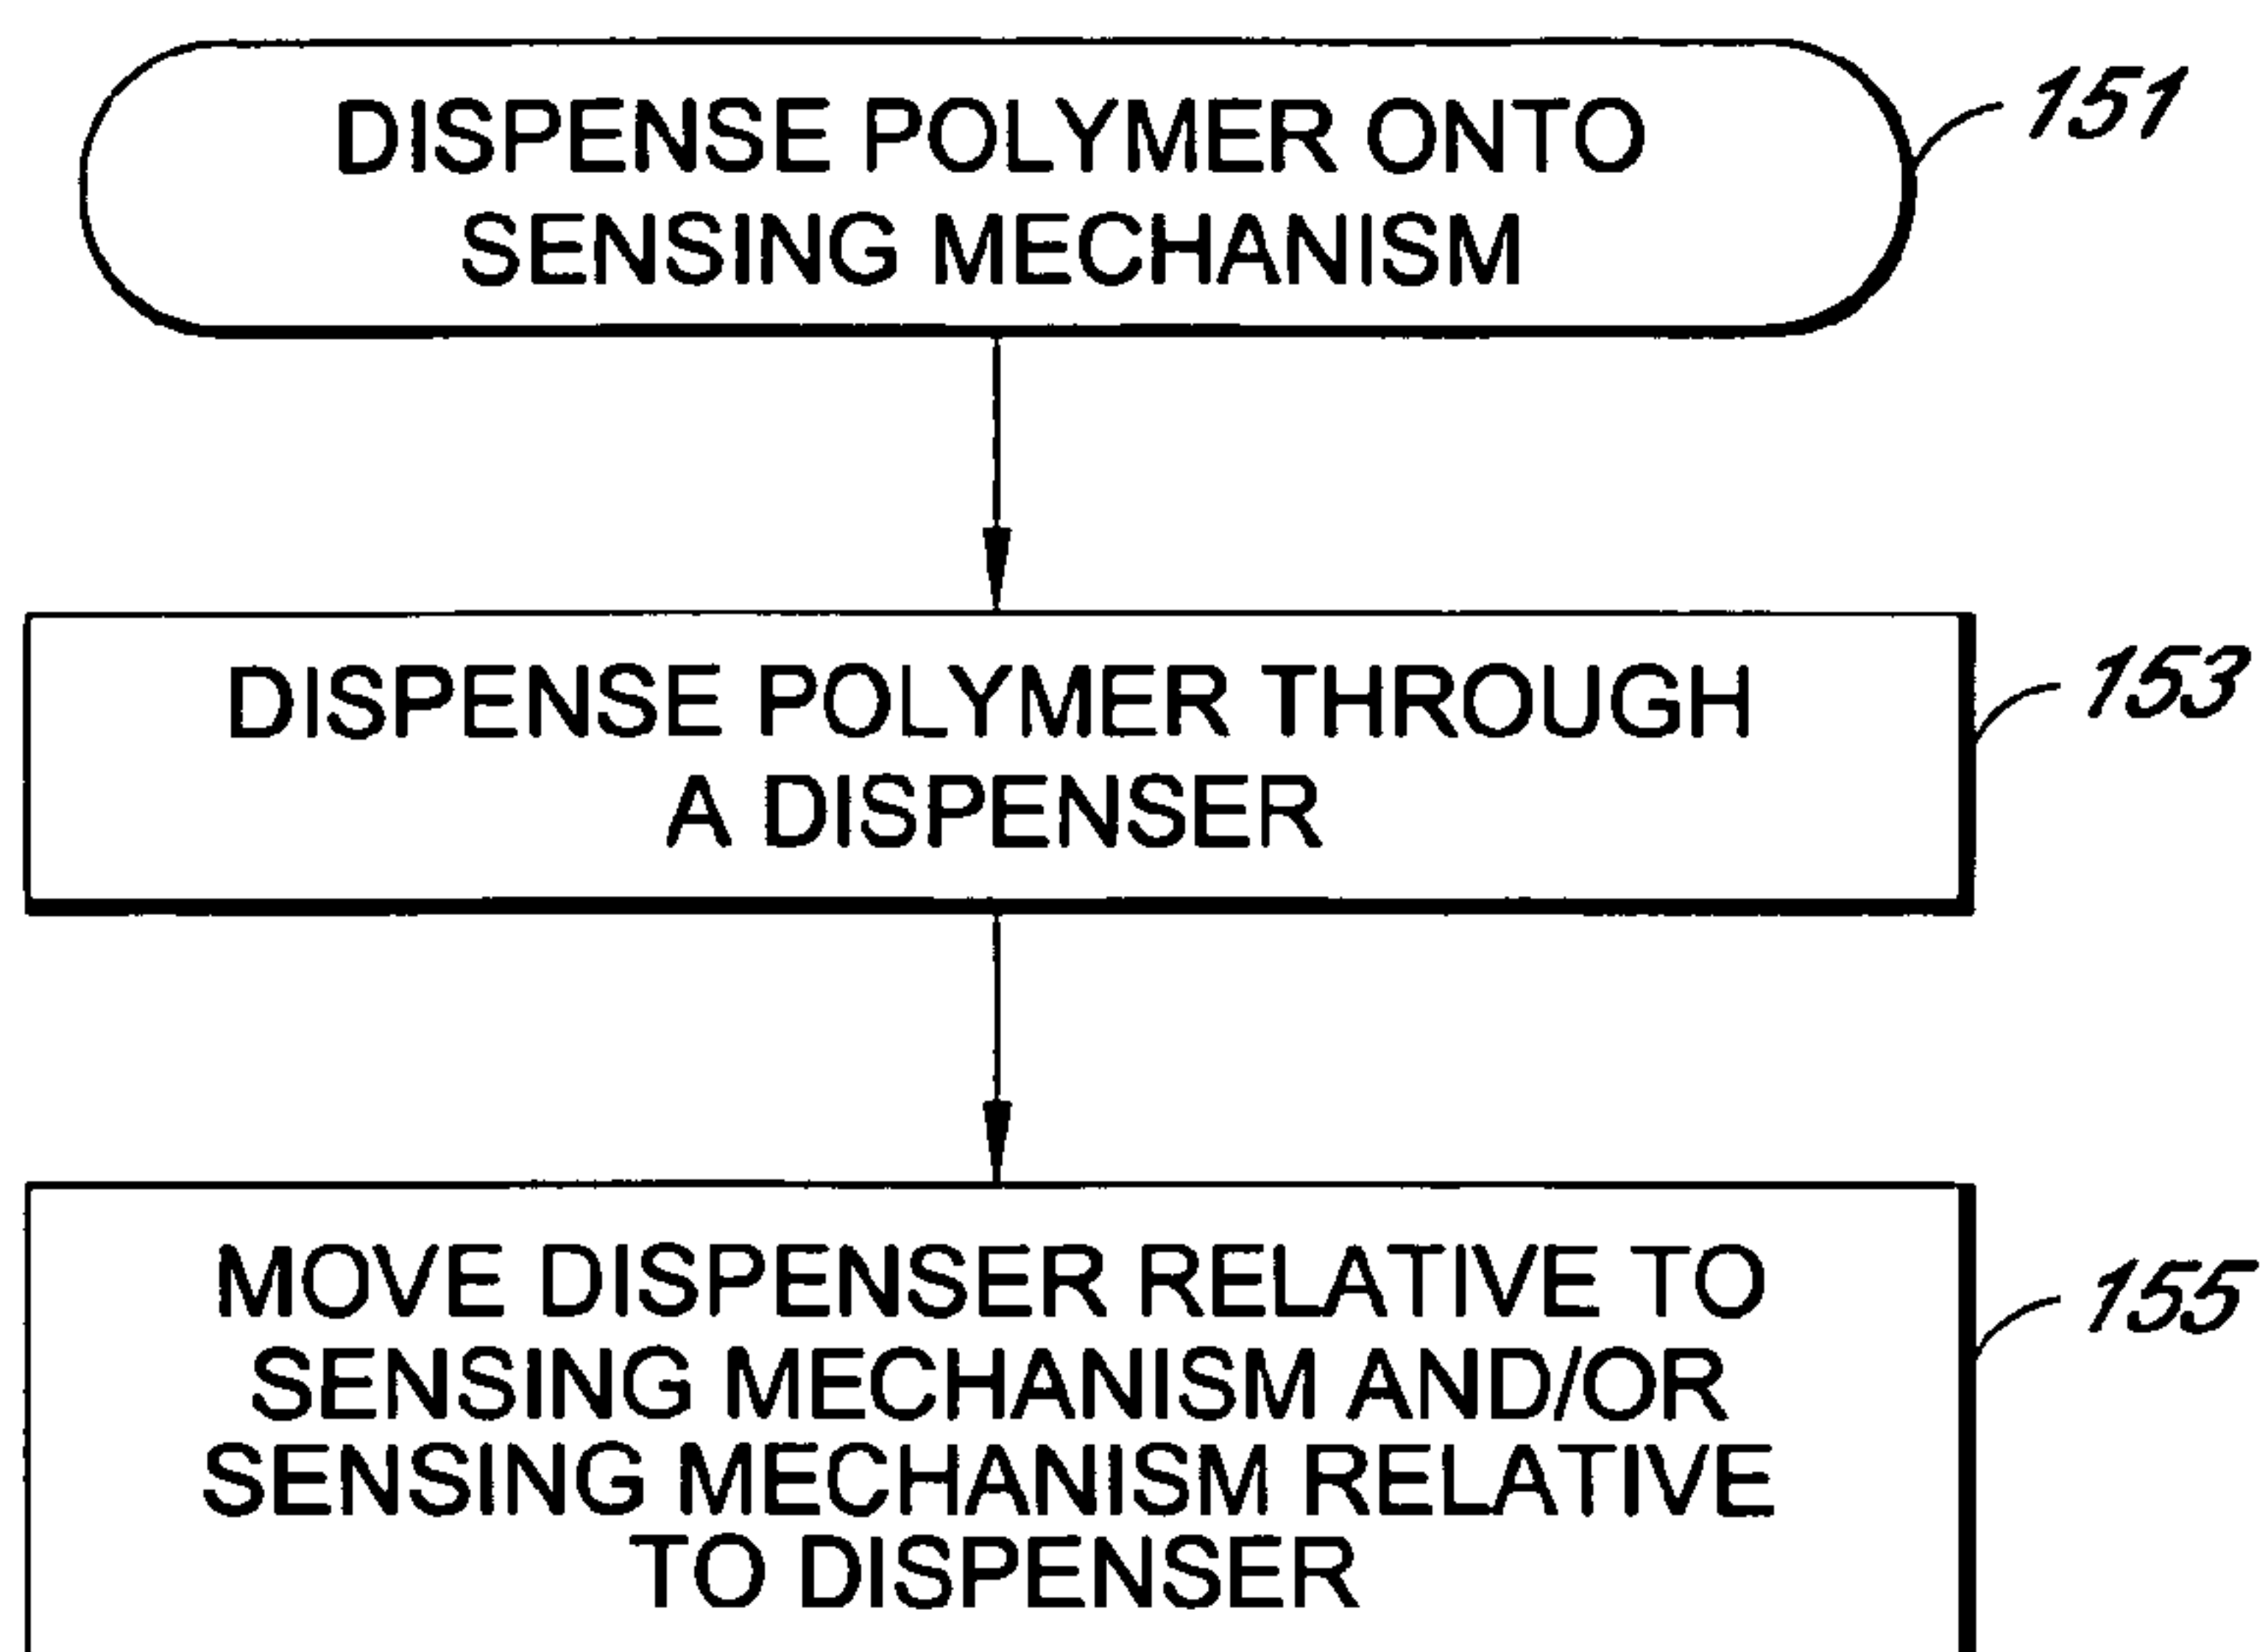 DISPENSE POLYMER ONTO
SENSING MECHANISM
151
DISPENSE POLYMER THROUGH
A DISPENSER
153
MOVE DISPENSER RELATIVE TO
SENSING MECHANISM AND/OR
SENSING MECHANISM RELATIVE
TO DISPENSER
155